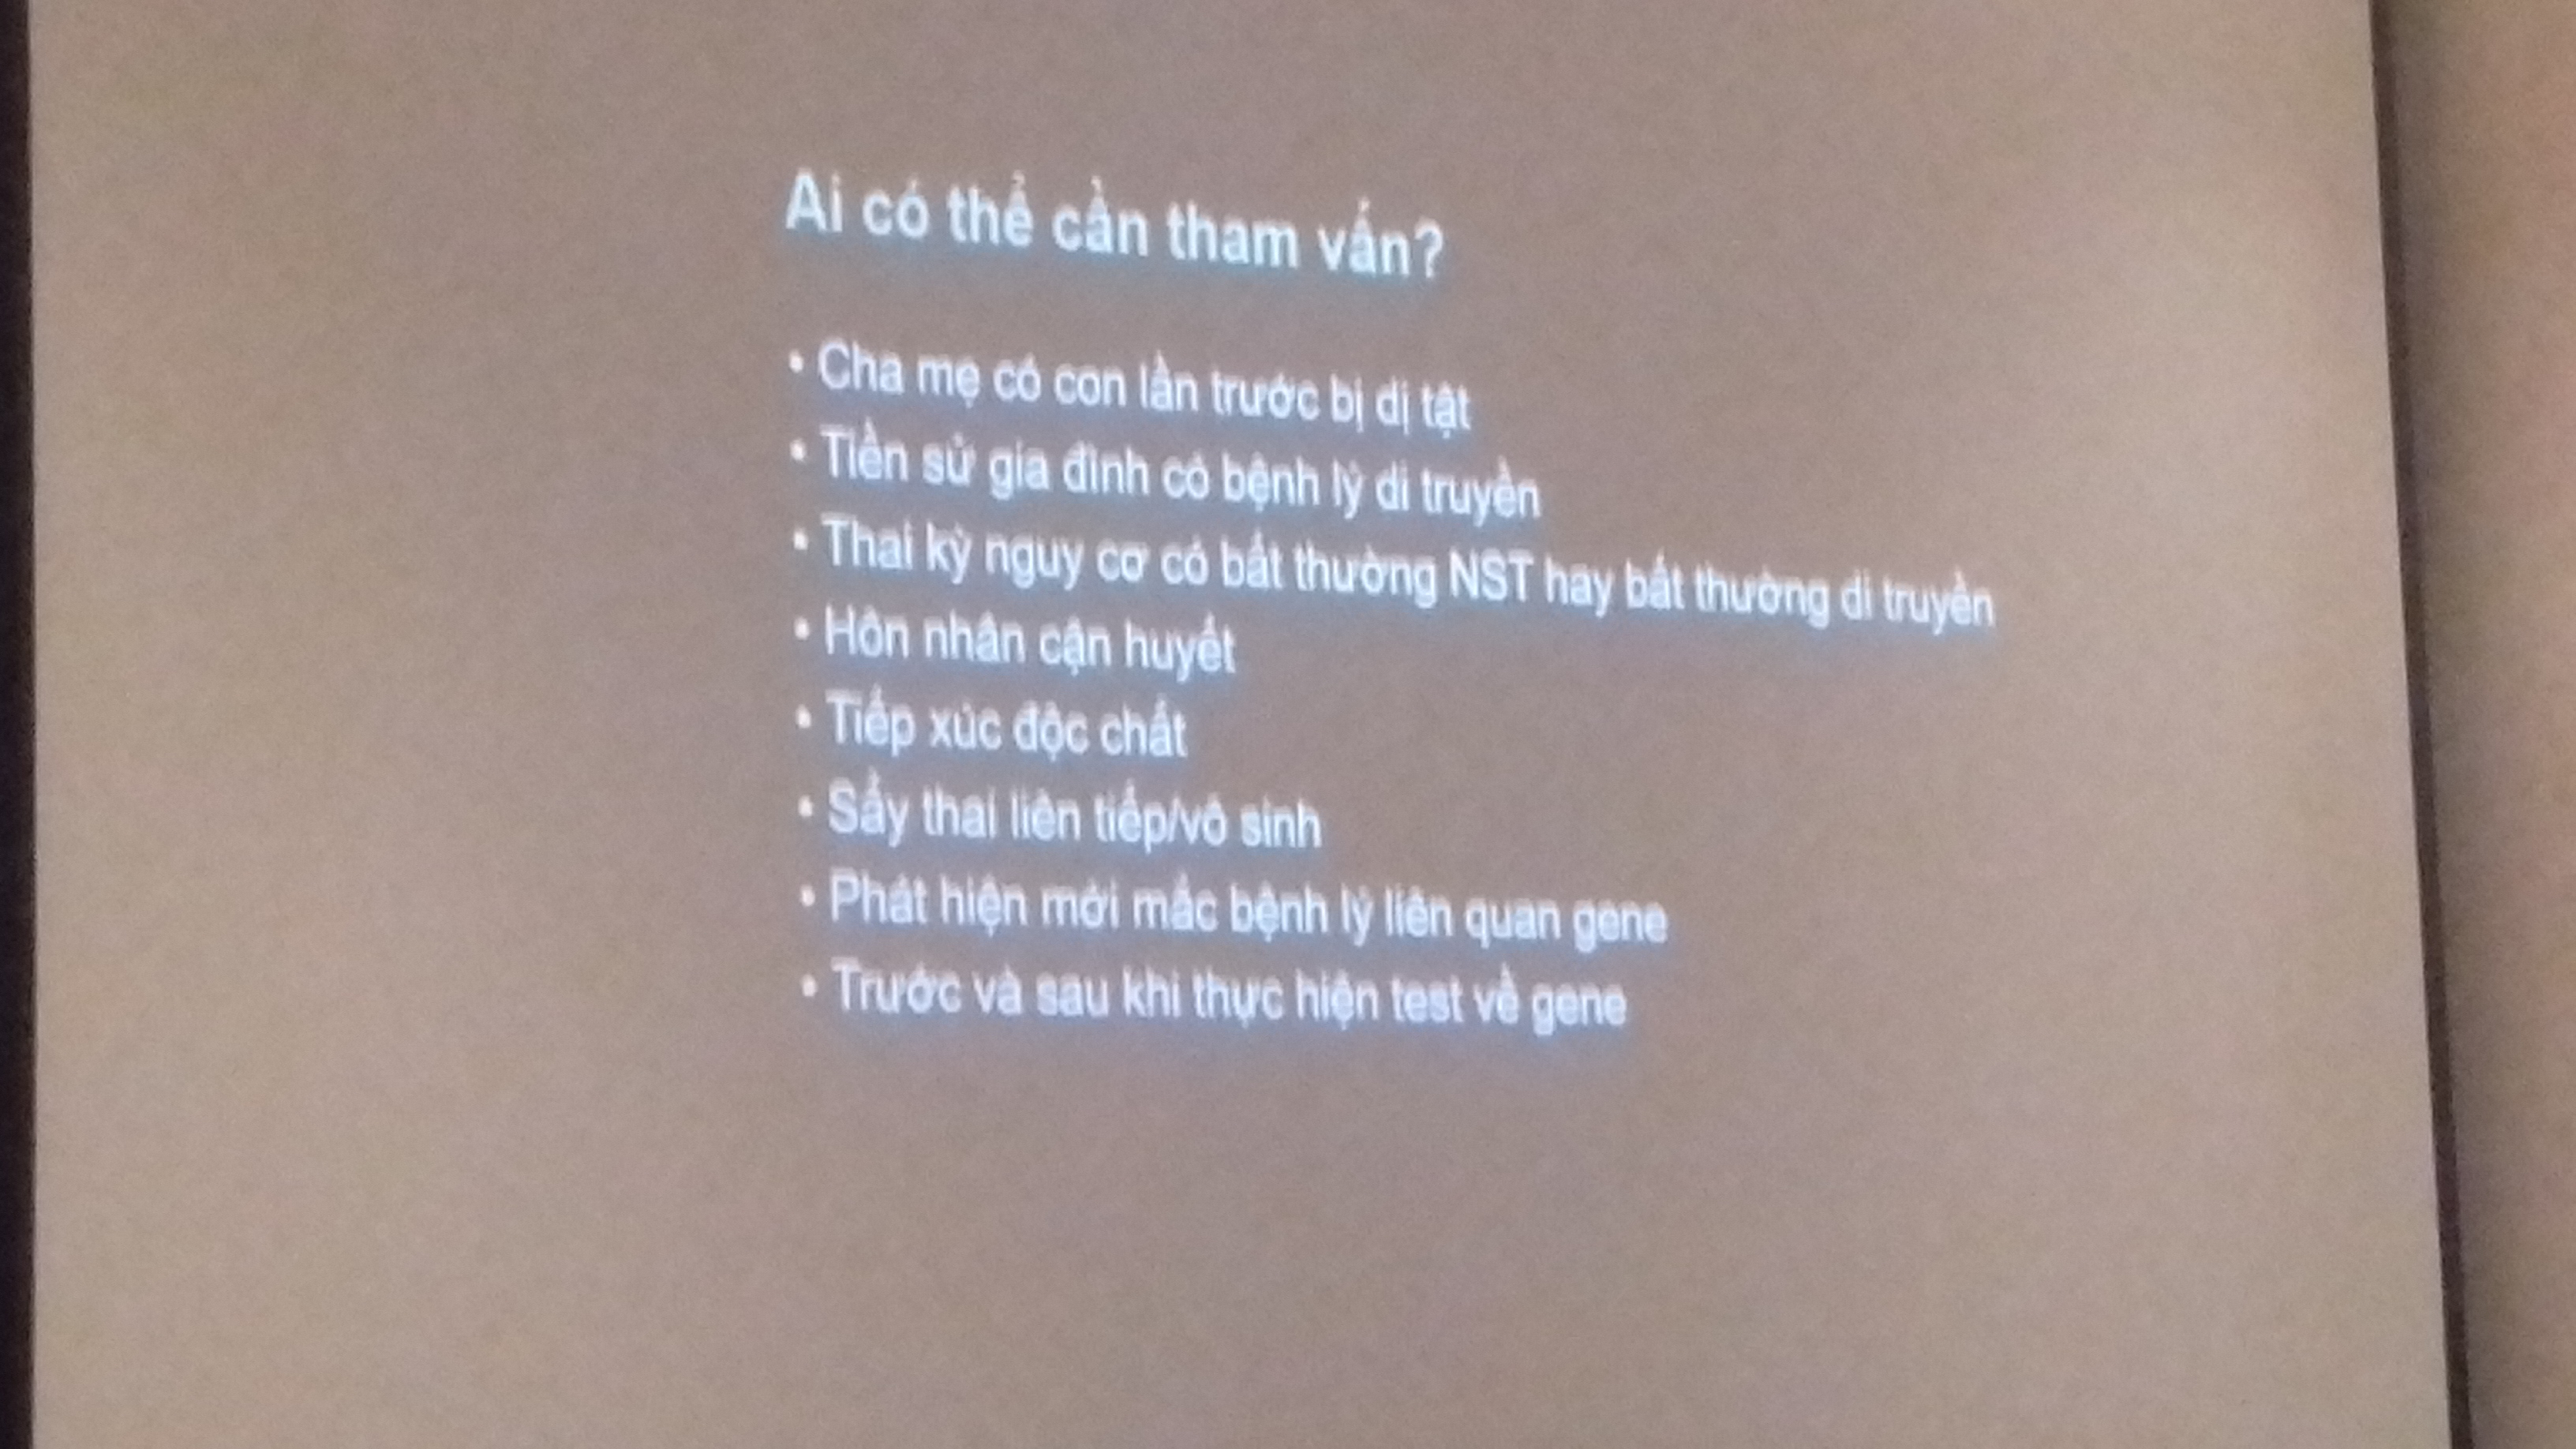 Ai có thể cần tham vấn?
• Cha mẹ có con lần trước bị dị tật
• Tiền sử gia đình có bệnh lý di truyền
• Thai kỳ nguy cơ có bất thường NST hay bất thường di truyền
• Hôn nhân cận huyết
• Tiếp xúc độc chất
• Sẩy thai liên tiếp/vô sinh
• Phát hiện mới mắc bệnh lý liên quan gene
• Trước và sau khi thực hiện test về gene